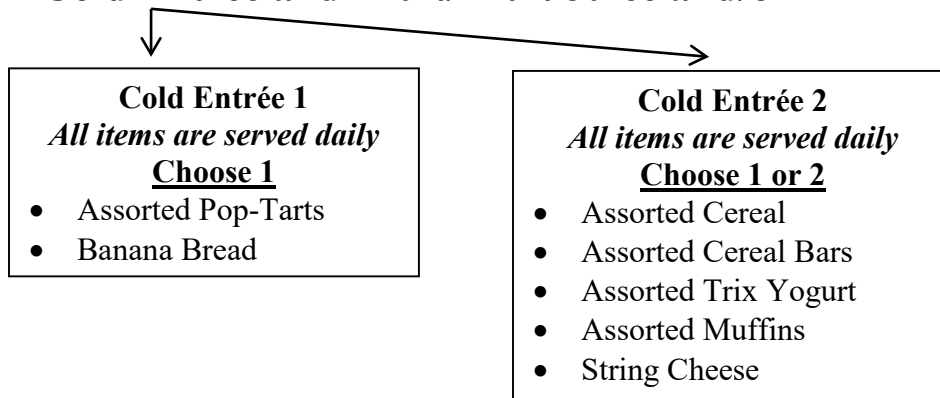 Cold Entrée 1
All items are served daily
Choose 1
• Assorted Pop-Tarts
• Banana Bread
Cold Entrée 2
All items are served daily
Choose 1 or 2
• Assorted Cereal
• Assorted Cereal Bars
• Assorted Trix Yogurt
• Assorted Muffins
• String Cheese